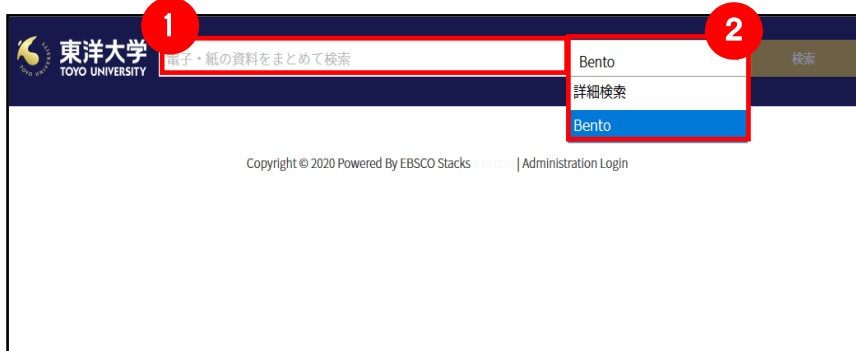 1
2
東洋大学
TOYO UNIVERSITY
電子・紙の資料をまとめて検索
Bento
検索
詳細検索
Bento
Copyright © 2020 Powered By EBSCO Stacks | Administration Login